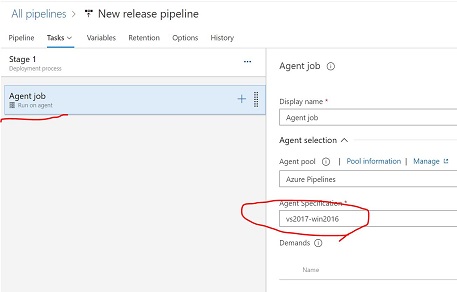 All pipelines > New release pipeline
Pipeline Tasks Variables Retention Options History
Stage 1
Deployment process
...
Agent job
Run on agent
Agent job
Display name *
Agent job
Agent selection
Agent pool | Pool information | Manage
Azure Pipelines
Agent Specification *
vs2017-win2016
Demands
Name